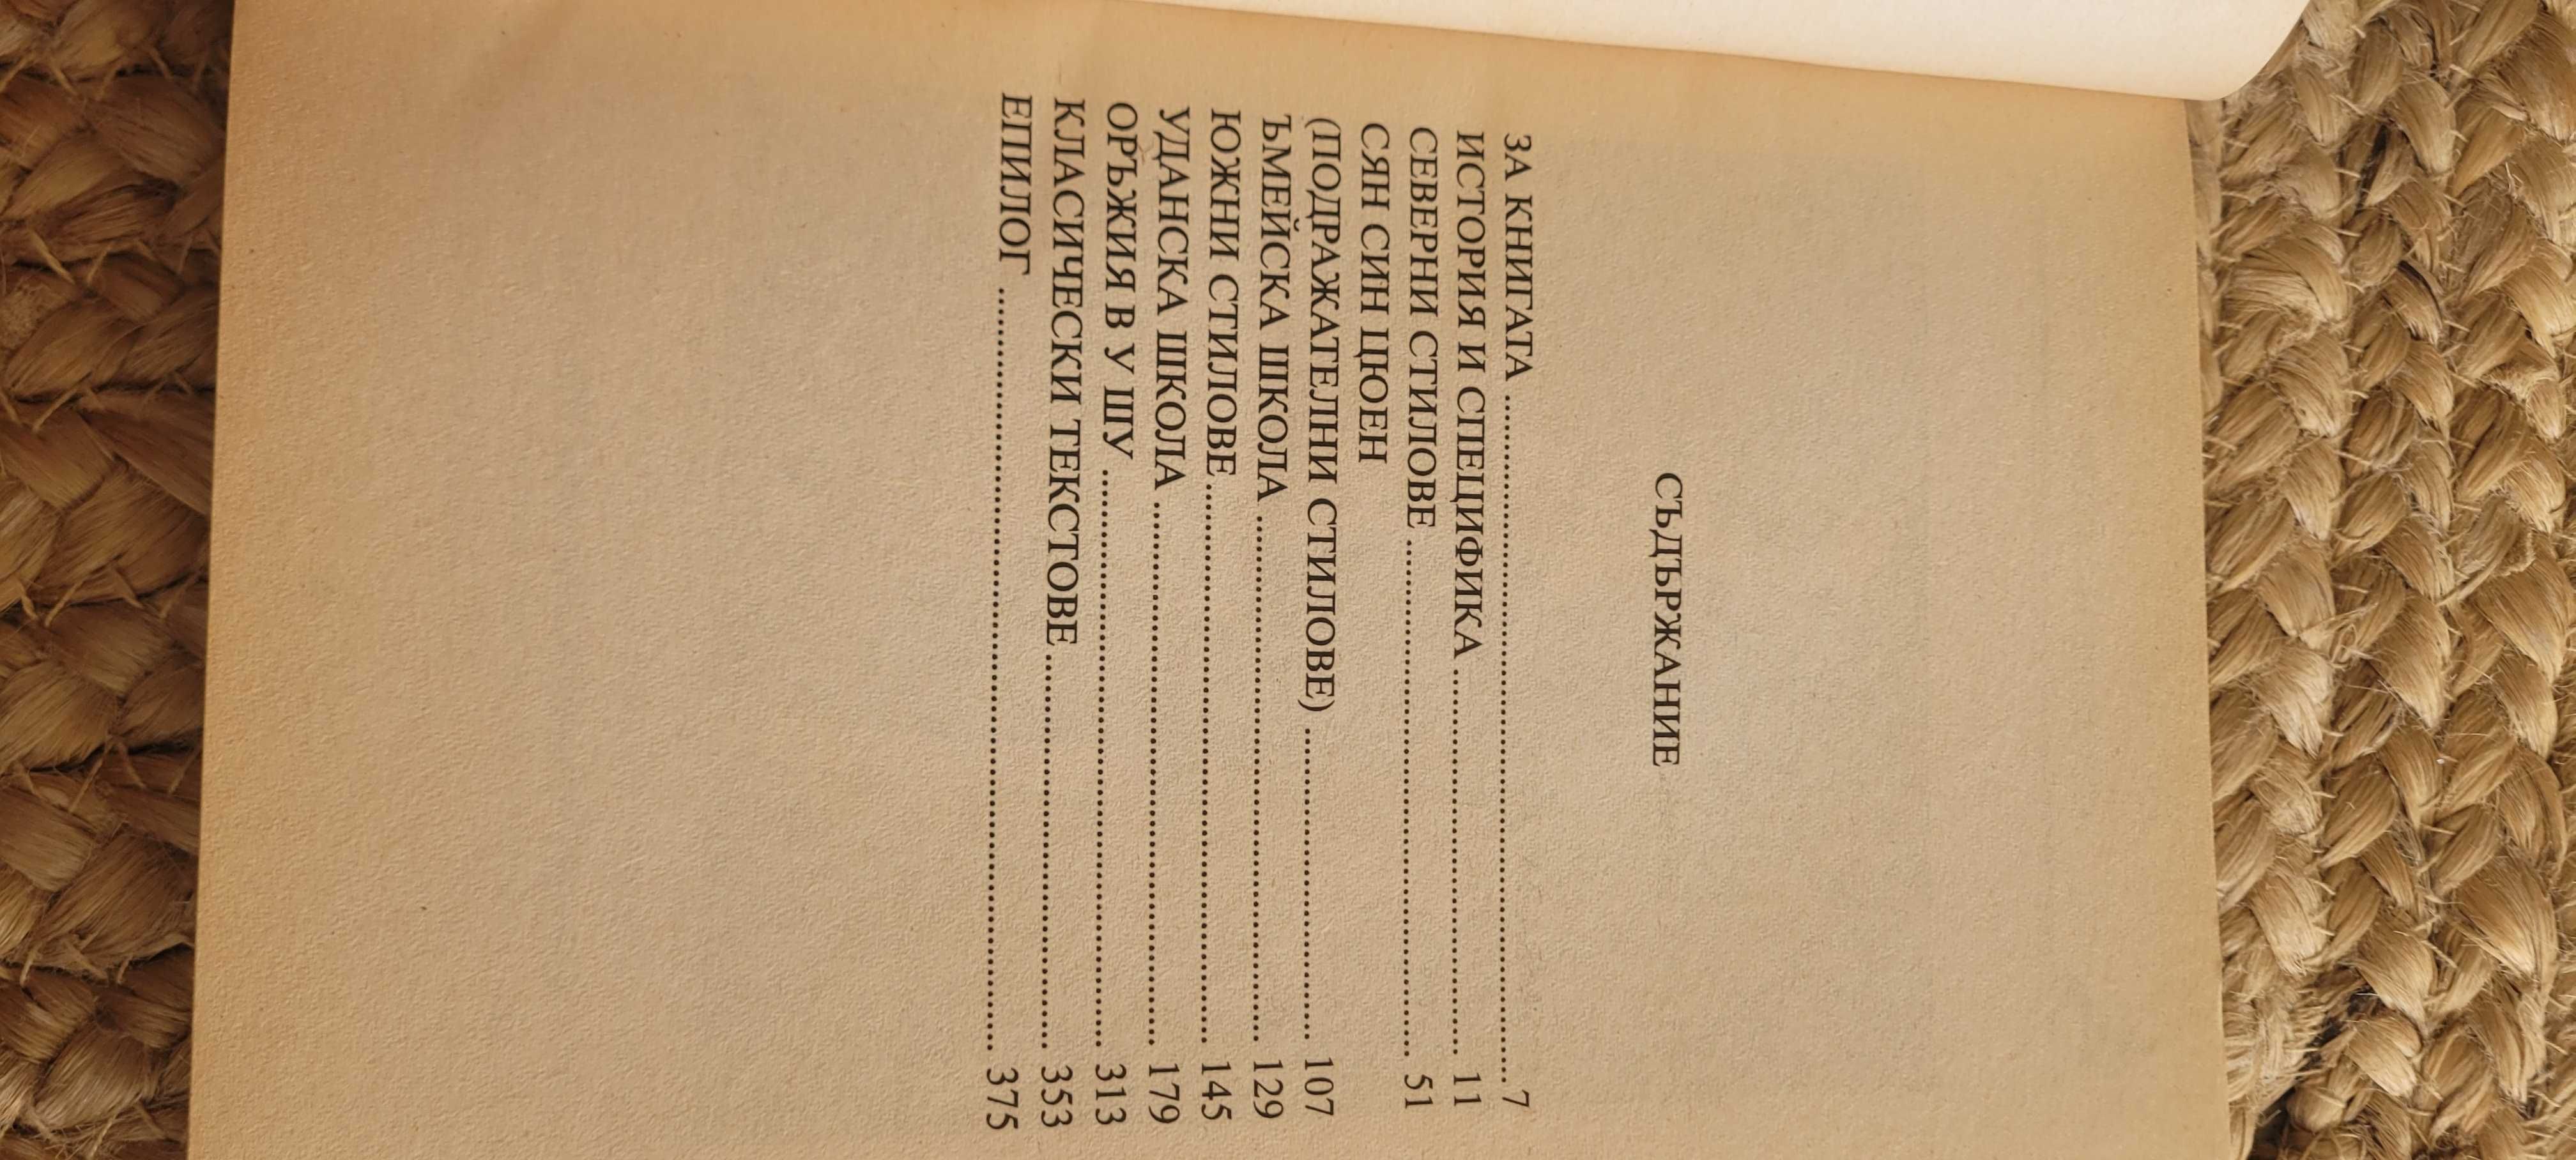 СЪДЪРЖАНИЕ
ЗА КНИГАТА ........ 7
ИСТОРИЯ И СПЕЦИФИКА ........ 11
СЕВЕРНИ СТИЛОВЕ ........ 51
СЯН СИН ЦЮЕН
(ПОДРАЖАТЕЛНИ СТИЛОВЕ) ........ 107
ЪМЕЙСКА ШКОЛА ........ 129
ЮЖНИ СТИЛОВЕ ........ 145
УДАНСКА ШКОЛА ........ 179
ОРЪЖИЯ В У ШУ ........ 313
КЛАСИЧЕСКИ ТЕКСТОВЕ ........ 353
ЕПИЛОГ ........ 375